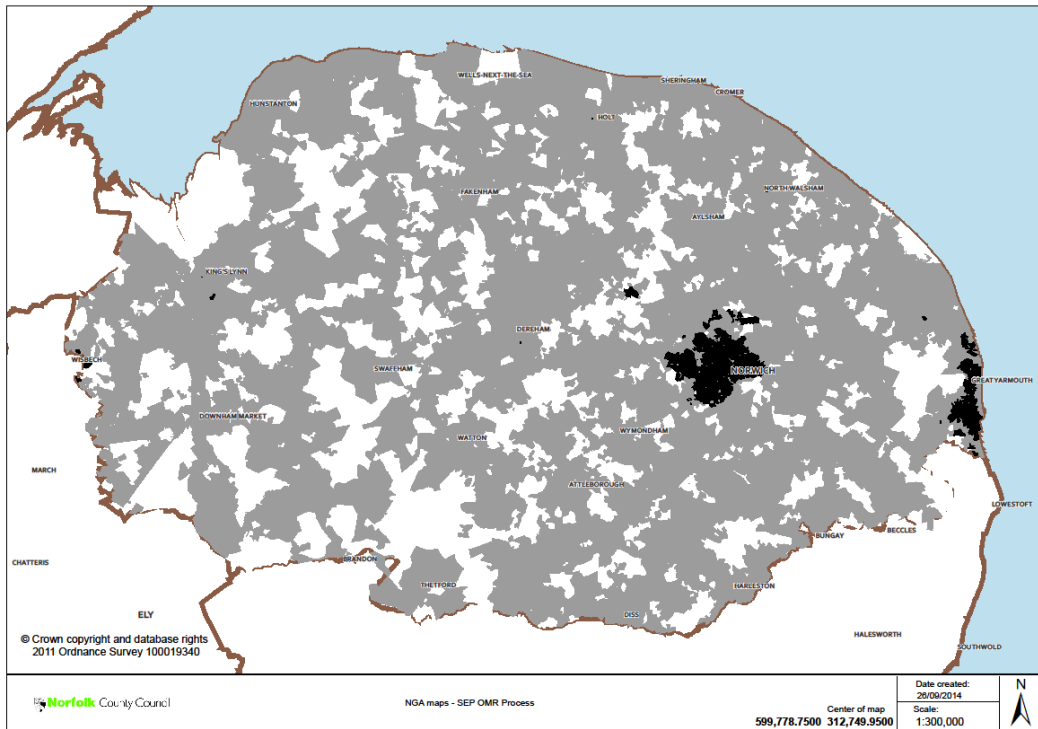 WELLS-NEXT-THE-SEA
SHERINGHAM
CROMER
HUNSTANTON
HOLT
FAKENHAM
NORTH WALSHAM
AYLSHAM
KING'S LYNN
DEREHAM
WISBECH
SWAFFHAM
NORWICH
GREAT YARMOUTH
DOWNHAM MARKET
WATTON
WYMONDHAM
MARCH
ATTLEBOROUGH
LOWESTOFT
BECCLES
BUNGAY
CHATTERIS
BRANDON
THETFORD
HARLESTON
ELY
DISS
HALESWORTH
SOUTHWOLD
© Crown copyright and database rights
2011 Ordnance Survey 100019340
Norfolk County Council
NGA maps - SEP OMR Process
Center of map
599,778.7500 312,749.9500
Date created:
26/09/2014
Scale:
1:300,000
N